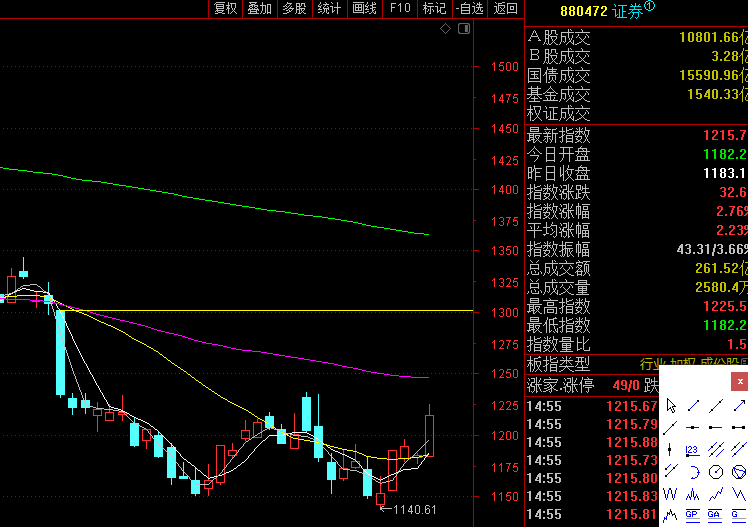 复权 叠加 多股 统计 画线 F10 标记 -自选 返回
880472 证券①
A股成交 10801.66亿
B股成交 3.28亿
国债成交 15590.96亿
基金成交 1540.33亿
权证成交
最新指数 1215.7
今日开盘 1182.2
昨日收盘 1183.1
指数涨跌 32.6
指数涨幅 2.76%
平均涨幅 2.23%
指数振幅 43.31/3.66%
总成交额 261.52亿
总成交量 2580.4万
最高指数 1225.5
最低指数 1182.2
指数量比 1.5
板指类型 行业,加权,成份股
涨家.涨停 49/0 跌
14:55 1215.67
14:55 1215.79
14:55 1215.88
14:55 1215.73
14:55 1215.80
14:55 1215.83
14:55 1215.81
1500
1475
1450
1425
1400
1375
1350
1325
1300
1275
1250
1225
1200
1175
1150
1140.61
x
123
GP GA G